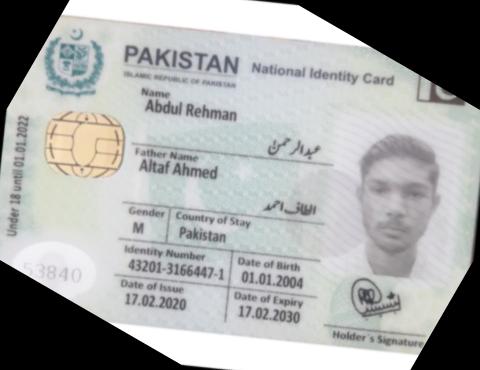 PAKISTAN National Identity Card
ISLAMIC REPUBLIC OF PAKISTAN
Name
Abdul Rehman
عبدالرحمن
Father Name
Altaf Ahmed
الطاف احمد
Gender Country of Stay
M Pakistan
Identity Number Date of Birth
43201-3166447-1 01.01.2004
Date of Issue Date of Expiry
17.02.2020 17.02.2030
Holder's Signature
Under 18 until 01.01.2022
53840